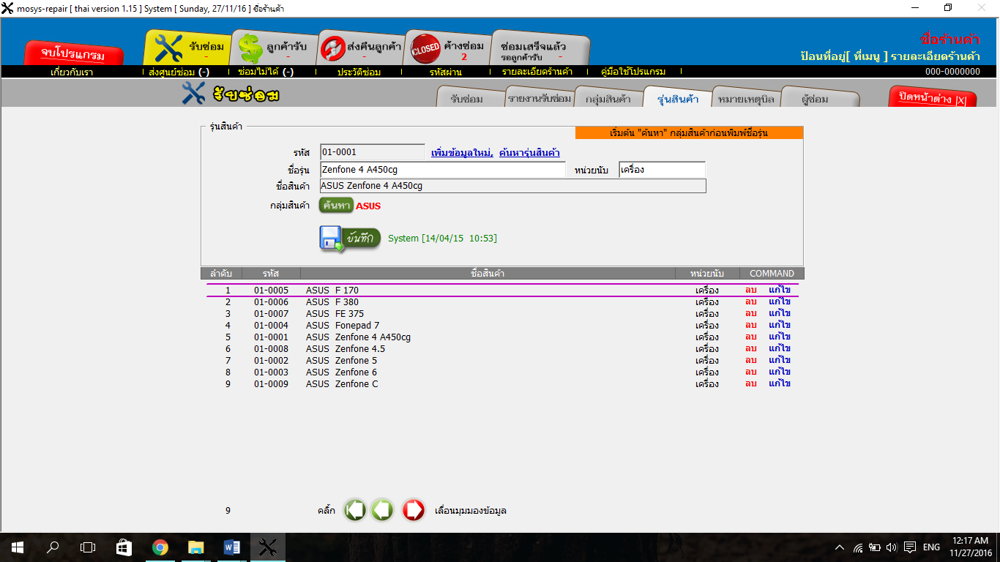 mosys-repair [ thai version 1.15 ] System [ Sunday, 27/11/16 ] ชื่อร้านค้า
จบโปรแกรม
รับซ่อม
-
ลูกค้ารับ
-
ส่งคืนลูกค้า
-
CLOSED
ค้างซ่อม
2
ซ่อมเสร็จแล้ว
รอลูกค้ารับ -
ชื่อร้านค้า
ป้อนที่อยู่[ ที่เมนู ] รายละเอียดร้านค้า
เกี่ยวกับเรา | ส่งศูนย์ซ่อม (-) | ซ่อมไม่ได้ (-) | ประวัติซ่อม | รหัสผ่าน | รายละเอียดร้านค้า | คู่มือใช้โปรแกรม | 000-0000000
รับซ่อม
รับซ่อม รายงานรับซ่อม กลุ่มสินค้า รุ่นสินค้า หมายเหตุบิล ผู้ซ่อม ปิดหน้าต่าง |X|
รุ่นสินค้า
เริ่มต้น "ค้นหา" กลุ่มสินค้าก่อนพิมพ์ชื่อรุ่น
รหัส 01-0001 เพิ่มข้อมูลใหม่, ค้นหารุ่นสินค้า
ชื่อรุ่น Zenfone 4 A450cg หน่วยนับ เครื่อง
ชื่อสินค้า ASUS Zenfone 4 A450cg
กลุ่มสินค้า ค้นหา ASUS
บันทึก System [14/04/15 10:53]
ลำดับ รหัส ชื่อสินค้า หน่วยนับ COMMAND
1 01-0005 ASUS F 170 เครื่อง ลบ แก้ไข
2 01-0006 ASUS F 380 เครื่อง ลบ แก้ไข
3 01-0007 ASUS FE 375 เครื่อง ลบ แก้ไข
4 01-0004 ASUS Fonepad 7 เครื่อง ลบ แก้ไข
5 01-0001 ASUS Zenfone 4 A450cg เครื่อง ลบ แก้ไข
6 01-0008 ASUS Zenfone 4.5 เครื่อง ลบ แก้ไข
7 01-0002 ASUS Zenfone 5 เครื่อง ลบ แก้ไข
8 01-0003 ASUS Zenfone 6 เครื่อง ลบ แก้ไข
9 01-0009 ASUS Zenfone C เครื่อง ลบ แก้ไข
9 คลิ๊ก เลื่อนมุมมองข้อมูล
ENG
12:17 AM
11/27/2016